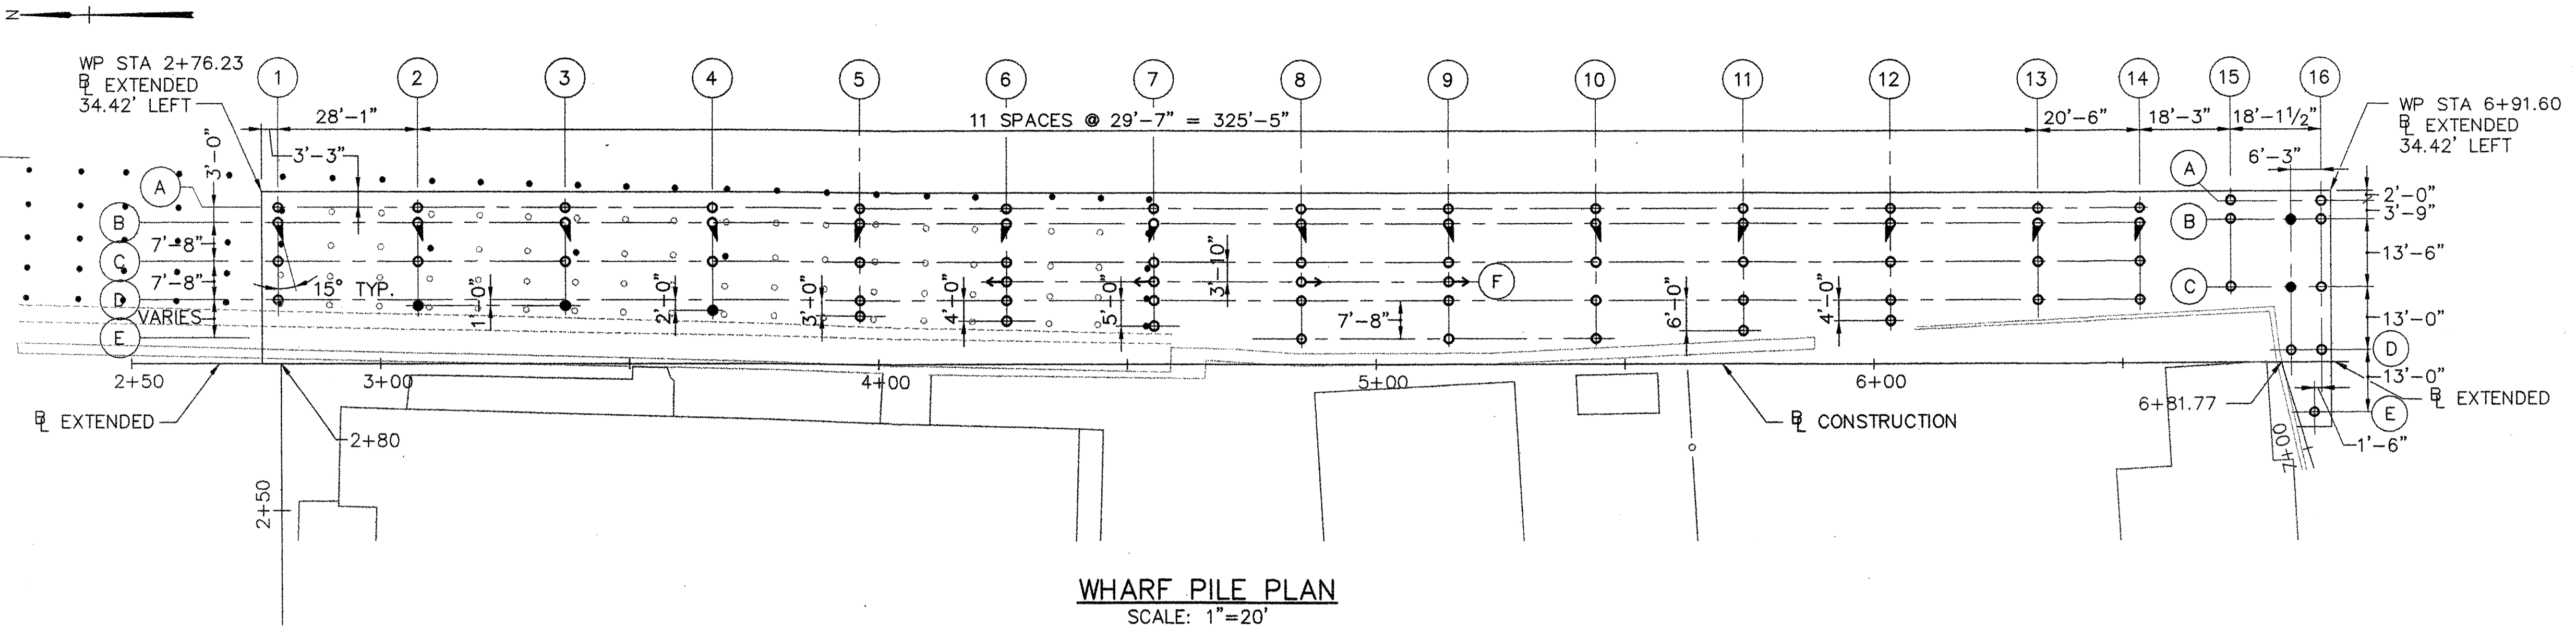 N
WP STA 2+76.23
BL EXTENDED
34.42' LEFT
1
2
3
4
5
6
7
8
9
10
11
12
13
14
15
16
WP STA 6+91.60
BL EXTENDED
34.42' LEFT
28'-1"
11 SPACES @ 29'-7" = 325'-5"
20'-6"
18'-3"
18'-1½"
3'-0"
3'-3"
6'-3"
A
B
C
D
E
7'-8"
7'-8"
VARIES
15° TYP.
1'-0"
2'-0"
3'-0"
4'-0"
5'-0"
3'-10"
F
7'-8"
6'-0"
4'-0"
A
B
C
D
E
2'-0"
3'-9"
13'-6"
13'-0"
13'-0"
1'-6"
2+50
3+00
4+00
5+00
6+00
6+81.77
7+00
BL EXTENDED
2+80
2+50
BL CONSTRUCTION
BL EXTENDED
WHARF PILE PLAN
SCALE: 1"=20'